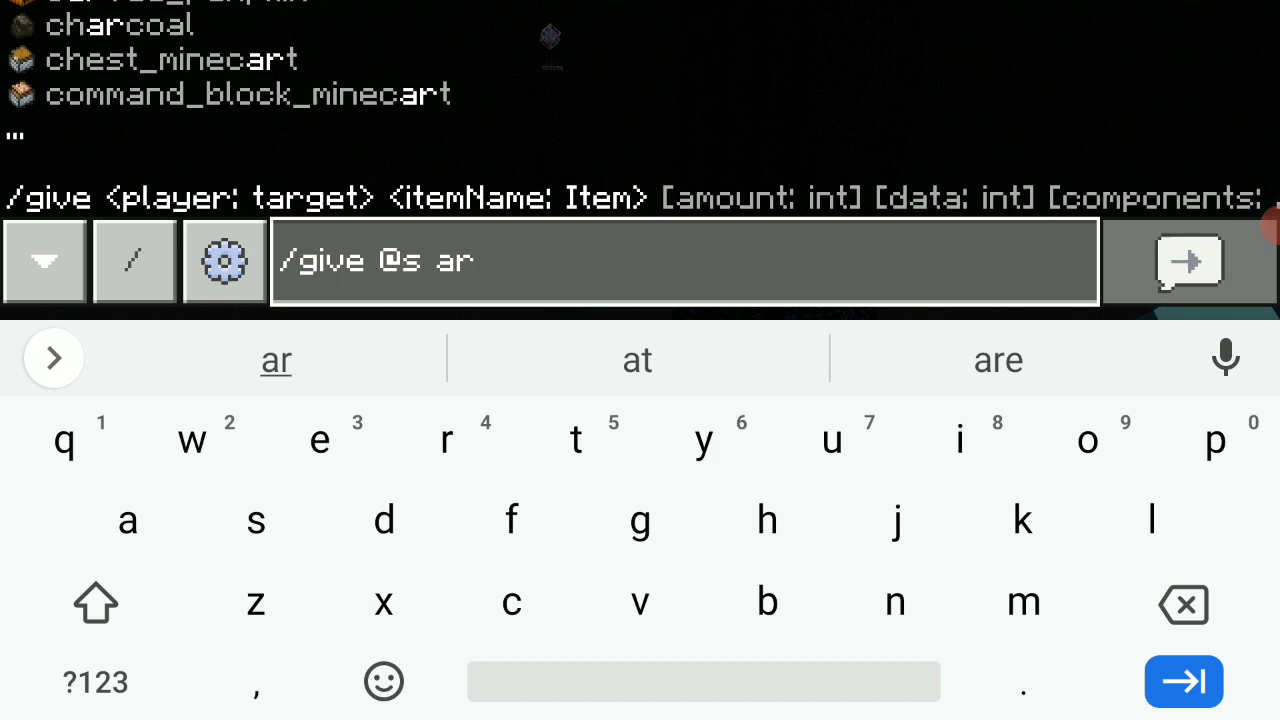 charcoal
chest_minecart
command_block_minecart
...
/give <player: target> <itemName: Item> [amount: int] [data: int] [components:
/ /give @s ar
ar at are
q 1 w 2 e 3 r 4 t 5 y 6 u 7 i 8 o 9 p 0
a s d f g h j k l
z x c v b n m
?123 , .